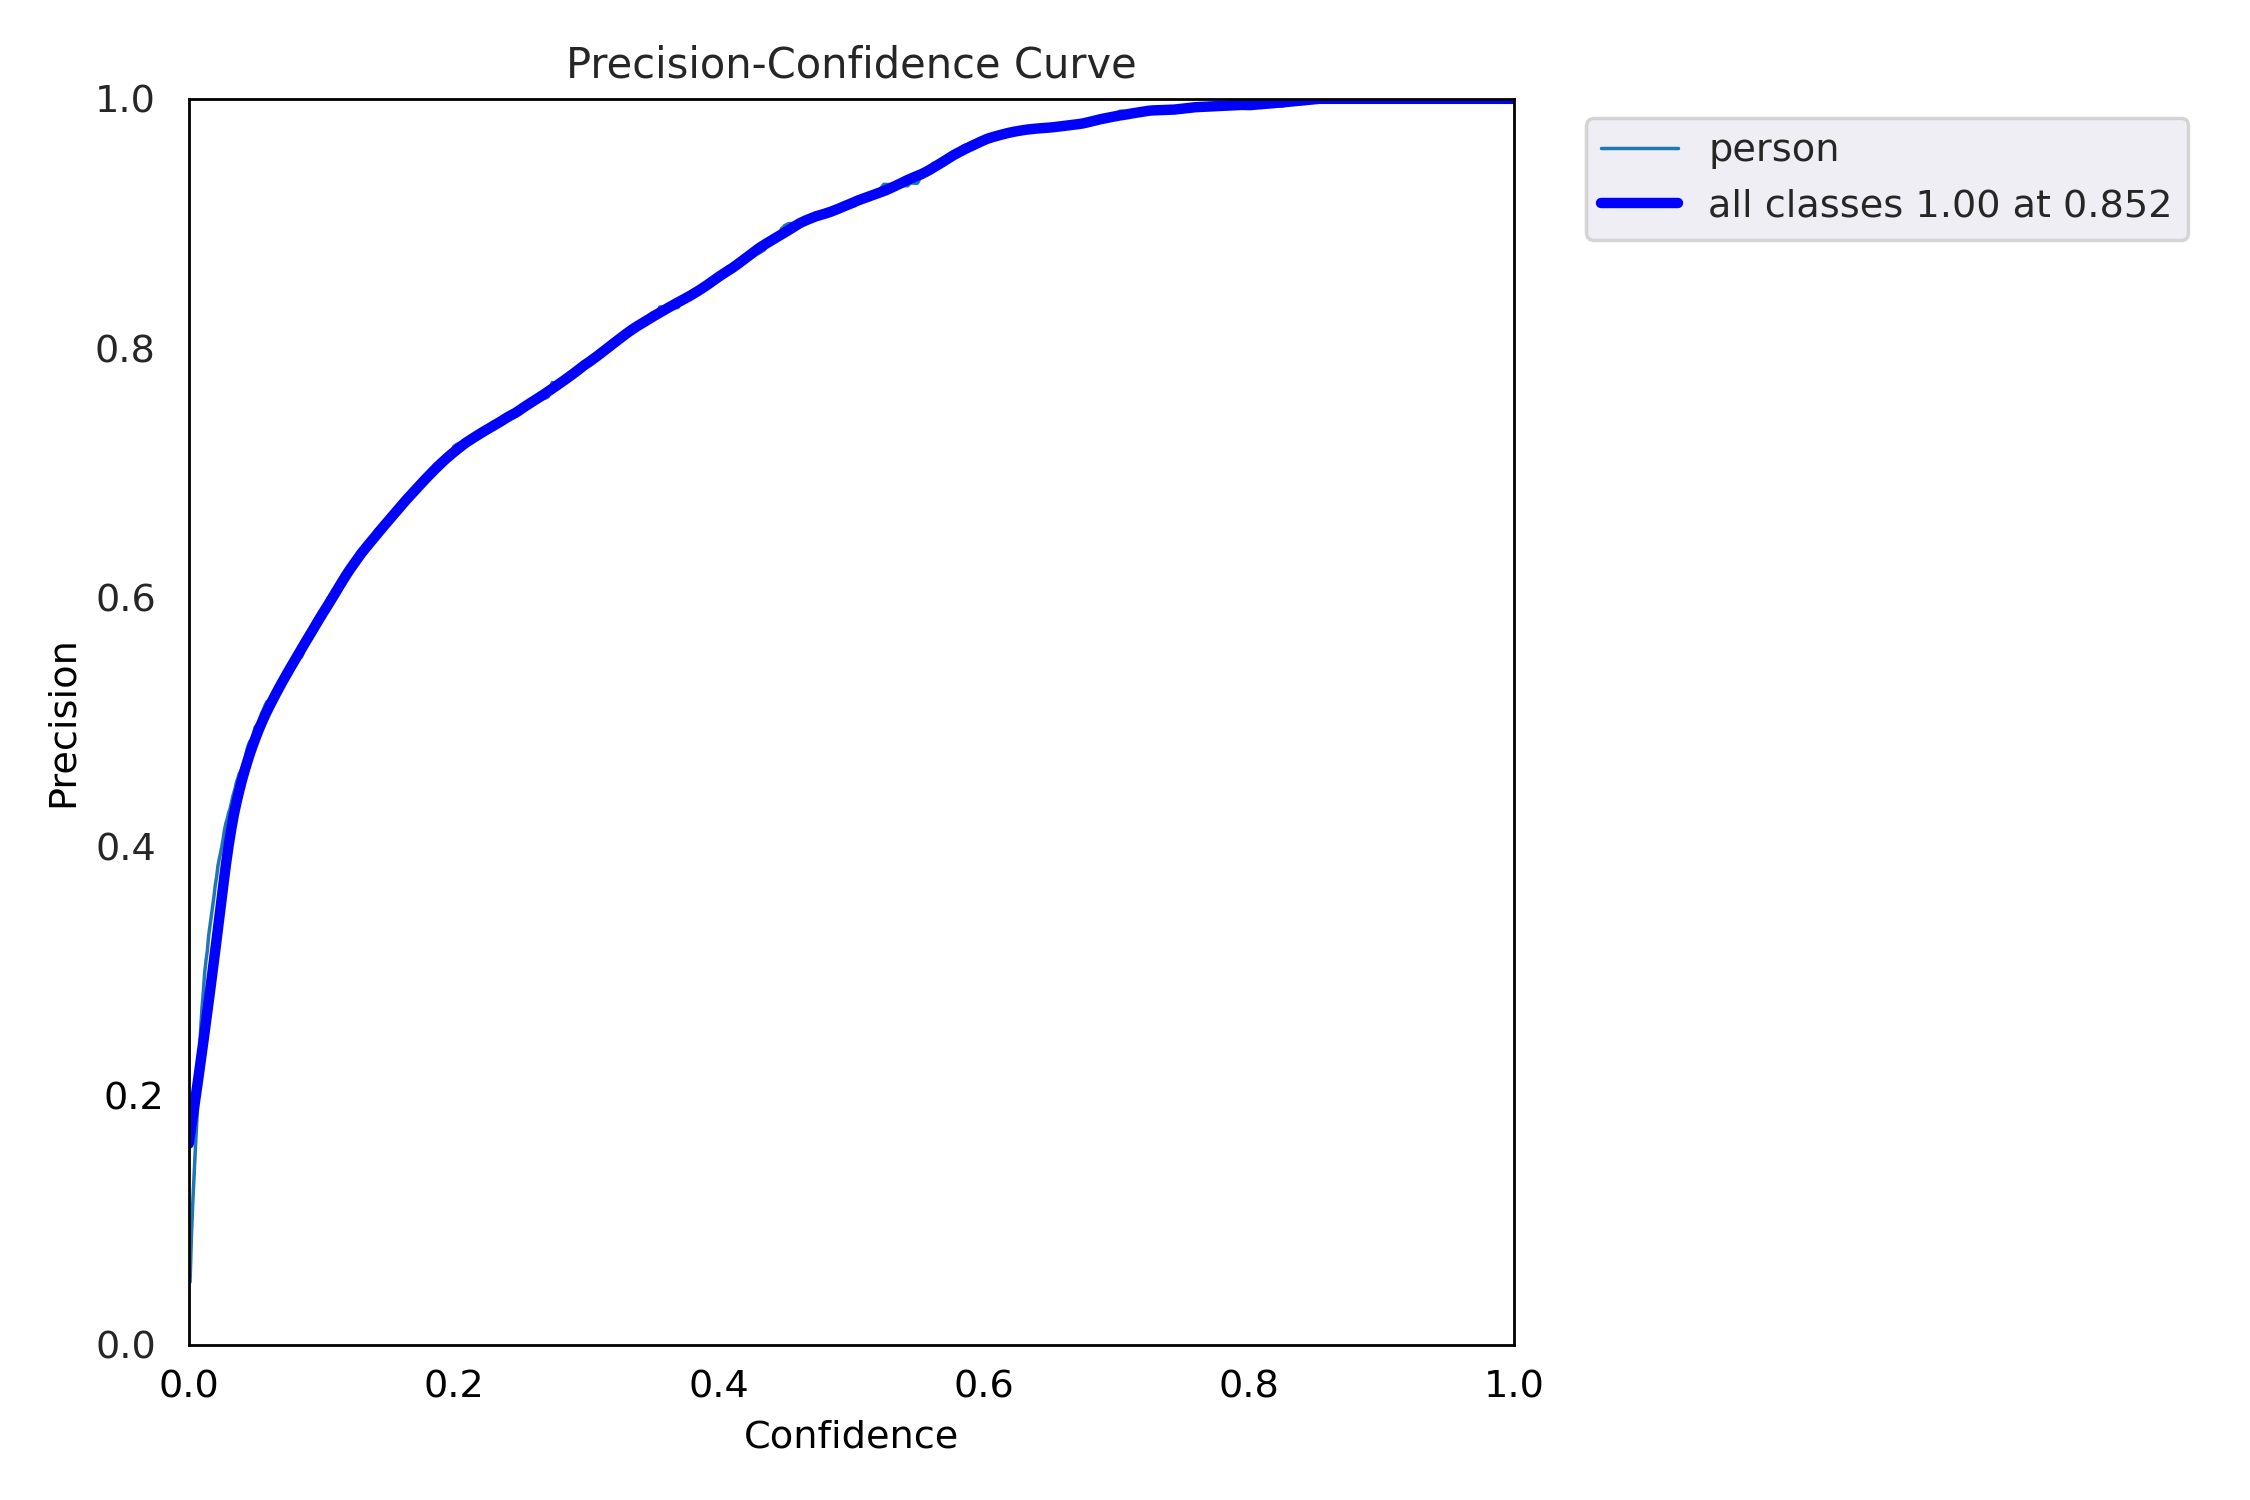 Precision-Confidence Curve
1.0
0.8
0.6
0.4
0.2
0.0
Precision
0.0 0.2 0.4 0.6 0.8 1.0
Confidence
person
all classes 1.00 at 0.852